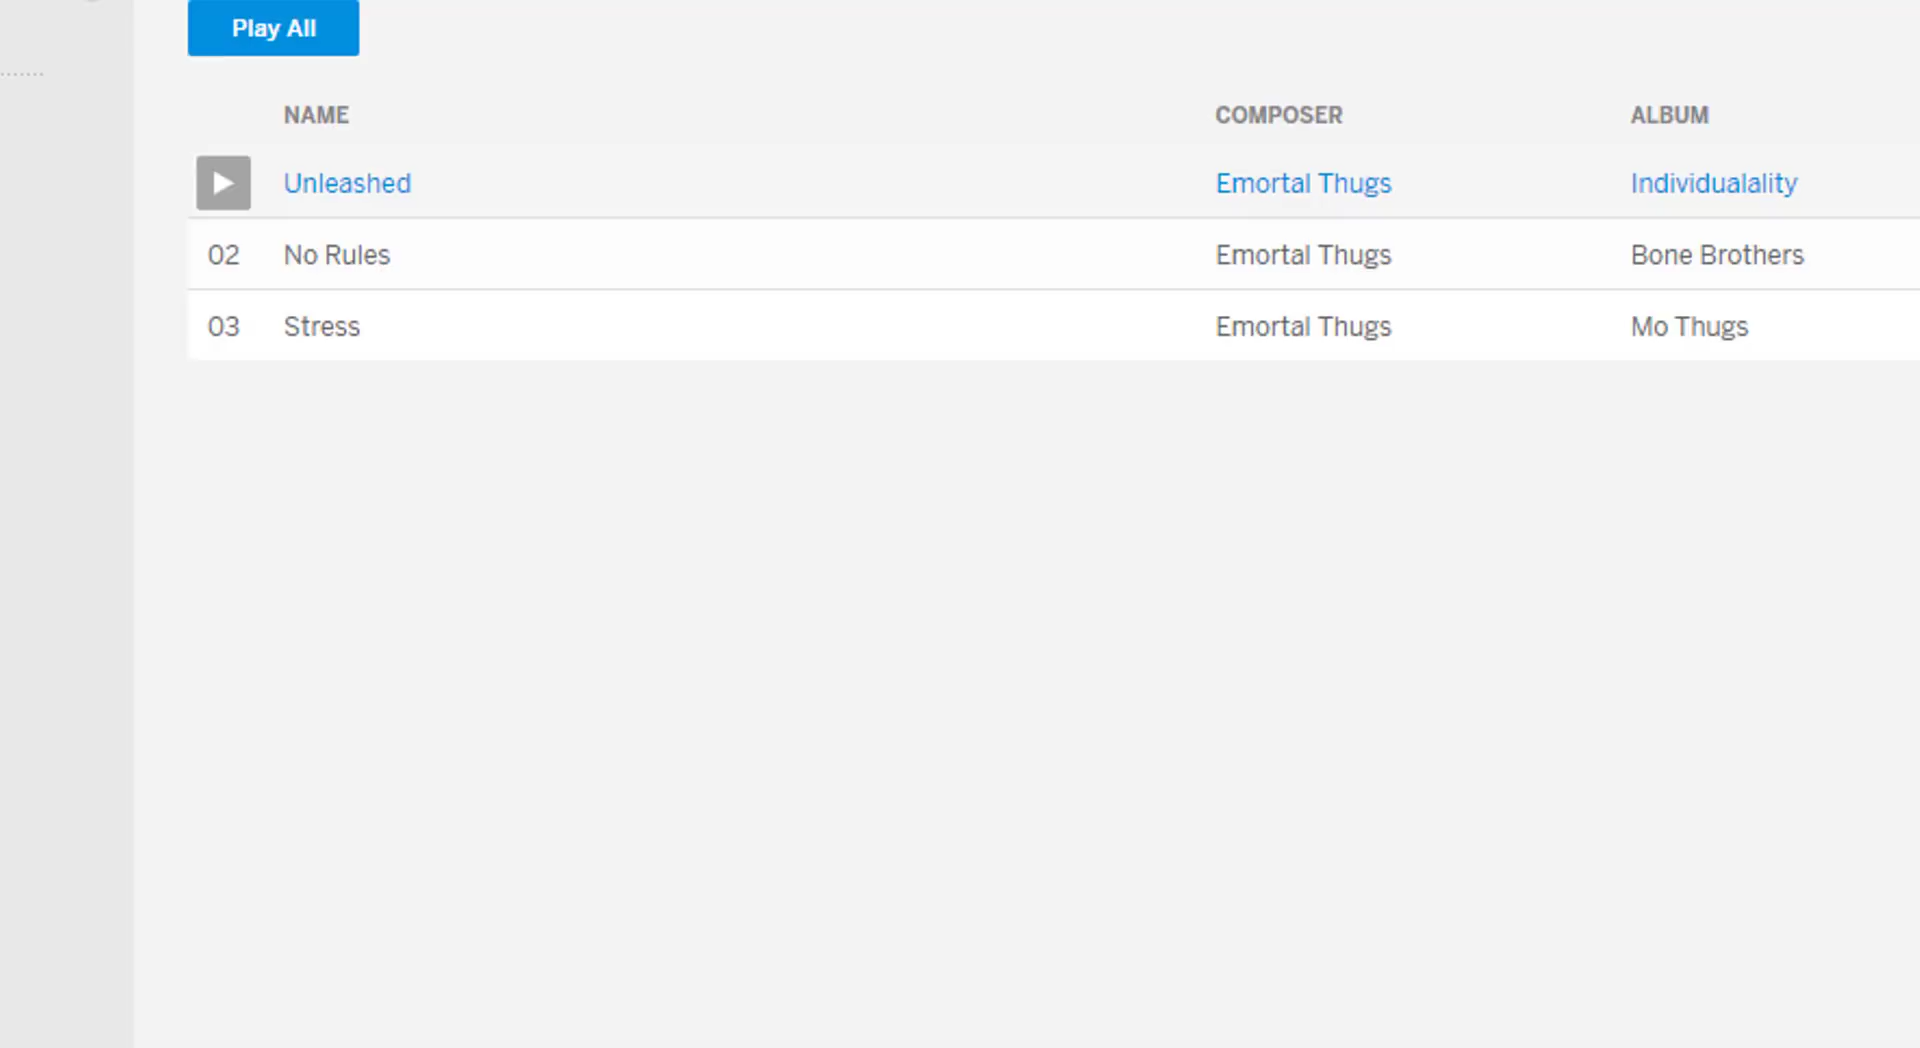 Play All
NAME COMPOSER ALBUM
Unleashed Emortal Thugs Individualality
02 No Rules Emortal Thugs Bone Brothers
03 Stress Emortal Thugs Mo Thugs